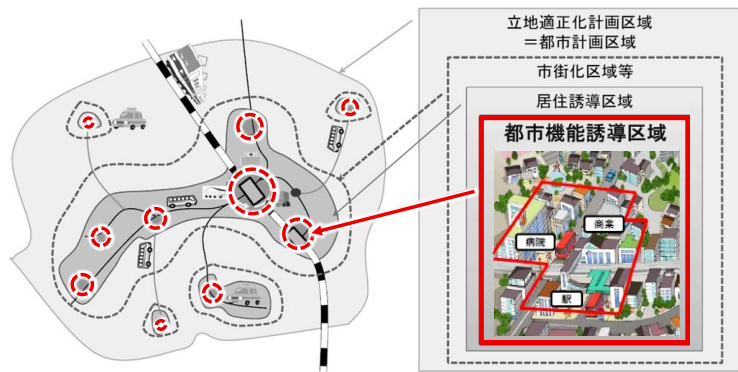 立地適正化計画区域
＝都市計画区域
市街化区域等
居住誘導区域
都市機能誘導区域
商業
病院
駅